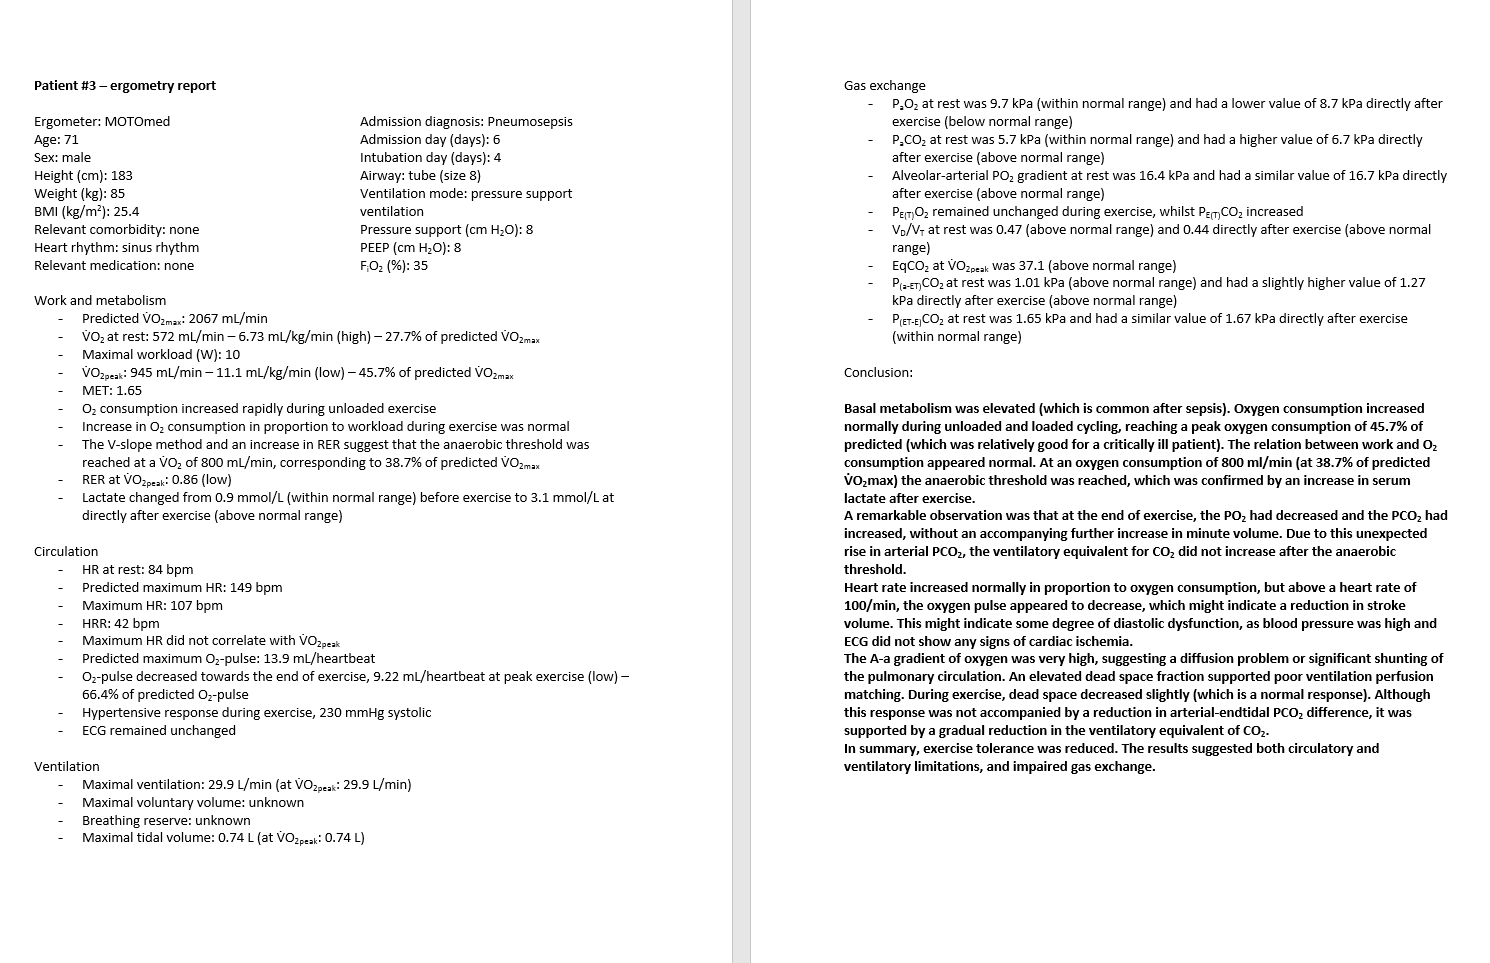 Patient #3 – ergometry report
Ergometer: MOTOmed
Age: 71
Sex: male
Height (cm): 183
Weight (kg): 85
BMI (kg/m²): 25.4
Relevant comorbidity: none
Heart rhythm: sinus rhythm
Relevant medication: none
Admission diagnosis: Pneumosepsis
Admission day (days): 6
Intubation day (days): 4
Airway: tube (size 8)
Ventilation mode: pressure support
ventilation
Pressure support (cm H₂O): 8
PEEP (cm H₂O): 8
FᵢO₂ (%): 35
Work and metabolism
- Predicted V̇O₂ₘₐₓ: 2067 mL/min
- V̇O₂ at rest: 572 mL/min – 6.73 mL/kg/min (high) – 27.7% of predicted V̇O₂ₘₐₓ
- Maximal workload (W): 10
- V̇O₂ₚₑₐₖ: 945 mL/min – 11.1 mL/kg/min (low) – 45.7% of predicted V̇O₂ₘₐₓ
- MET: 1.65
- O₂ consumption increased rapidly during unloaded exercise
- Increase in O₂ consumption in proportion to workload during exercise was normal
- The V-slope method and an increase in RER suggest that the anaerobic threshold was
reached at a V̇O₂ of 800 mL/min, corresponding to 38.7% of predicted V̇O₂ₘₐₓ
- RER at V̇O₂ₚₑₐₖ: 0.86 (low)
- Lactate changed from 0.9 mmol/L (within normal range) before exercise to 3.1 mmol/L at
directly after exercise (above normal range)
Circulation
- HR at rest: 84 bpm
- Predicted maximum HR: 149 bpm
- Maximum HR: 107 bpm
- HRR: 42 bpm
- Maximum HR did not correlate with V̇O₂ₚₑₐₖ
- Predicted maximum O₂-pulse: 13.9 mL/heartbeat
- O₂-pulse decreased towards the end of exercise, 9.22 mL/heartbeat at peak exercise (low) –
66.4% of predicted O₂-pulse
- Hypertensive response during exercise, 230 mmHg systolic
- ECG remained unchanged
Ventilation
- Maximal ventilation: 29.9 L/min (at V̇O₂ₚₑₐₖ: 29.9 L/min)
- Maximal voluntary volume: unknown
- Breathing reserve: unknown
- Maximal tidal volume: 0.74 L (at V̇O₂ₚₑₐₖ: 0.74 L)
Gas exchange
- PₐO₂ at rest was 9.7 kPa (within normal range) and had a lower value of 8.7 kPa directly after
exercise (below normal range)
- PₐCO₂ at rest was 5.7 kPa (within normal range) and had a higher value of 6.7 kPa directly
after exercise (above normal range)
- Alveolar-arterial PO₂ gradient at rest was 16.4 kPa and had a similar value of 16.7 kPa directly
after exercise (above normal range)
- PE(T)O₂ remained unchanged during exercise, whilst PE(T)CO₂ increased
- VD/VT at rest was 0.47 (above normal range) and 0.44 directly after exercise (above normal
range)
- EqCO₂ at V̇O₂ₚₑₐₖ was 37.1 (above normal range)
- P(a-ET)CO₂ at rest was 1.01 kPa (above normal range) and had a slightly higher value of 1.27
kPa directly after exercise (above normal range)
- P(ET-E)CO₂ at rest was 1.65 kPa and had a similar value of 1.67 kPa directly after exercise
(within normal range)
Conclusion:
Basal metabolism was elevated (which is common after sepsis). Oxygen consumption increased
normally during unloaded and loaded cycling, reaching a peak oxygen consumption of 45.7% of
predicted (which was relatively good for a critically ill patient). The relation between work and O₂
consumption appeared normal. At an oxygen consumption of 800 ml/min (at 38.7% of predicted
V̇O₂max) the anaerobic threshold was reached, which was confirmed by an increase in serum
lactate after exercise.
A remarkable observation was that at the end of exercise, the PO₂ had decreased and the PCO₂ had
increased, without an accompanying further increase in minute volume. Due to this unexpected
rise in arterial PCO₂, the ventilatory equivalent for CO₂ did not increase after the anaerobic
threshold.
Heart rate increased normally in proportion to oxygen consumption, but above a heart rate of
100/min, the oxygen pulse appeared to decrease, which might indicate a reduction in stroke
volume. This might indicate some degree of diastolic dysfunction, as blood pressure was high and
ECG did not show any signs of cardiac ischemia.
The A-a gradient of oxygen was very high, suggesting a diffusion problem or significant shunting of
the pulmonary circulation. An elevated dead space fraction supported poor ventilation perfusion
matching. During exercise, dead space decreased slightly (which is a normal response). Although
this response was not accompanied by a reduction in arterial-endtidal PCO₂ difference, it was
supported by a gradual reduction in the ventilatory equivalent of CO₂.
In summary, exercise tolerance was reduced. The results suggested both circulatory and
ventilatory limitations, and impaired gas exchange.